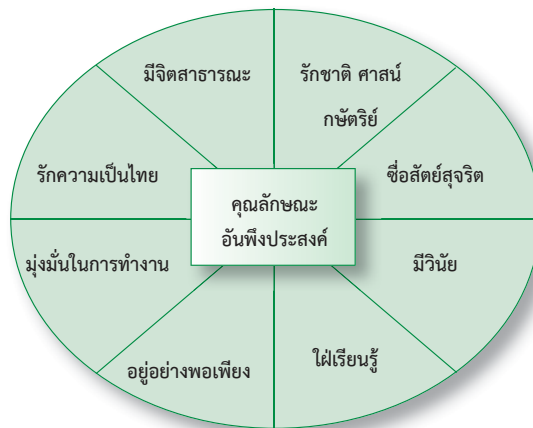 มีจิตสาธารณะ
รักชาติ ศาสน์
กษัตริย์
รักความเป็นไทย
ซื่อสัตย์สุจริต
คุณลักษณะ
อันพึงประสงค์
มุ่งมั่นในการทำงาน
มีวินัย
อยู่อย่างพอเพียง
ใฝ่เรียนรู้